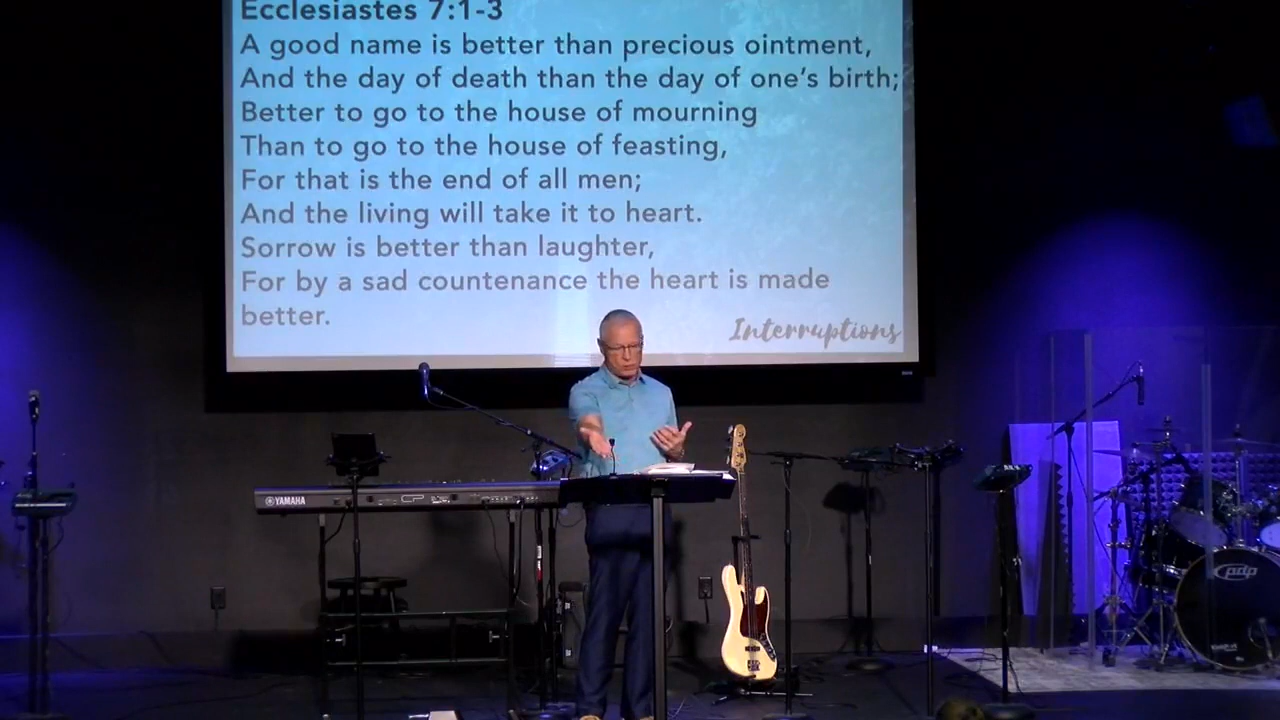 Ecclesiastes 7:1-3
A good name is better than precious ointment,
And the day of death than the day of one's birth;
Better to go to the house of mourning
Than to go to the house of feasting,
For that is the end of all men;
And the living will take it to heart.
Sorrow is better than laughter,
For by a sad countenance the heart is made
better.
Interruptions
YAMAHA
CP
pdp